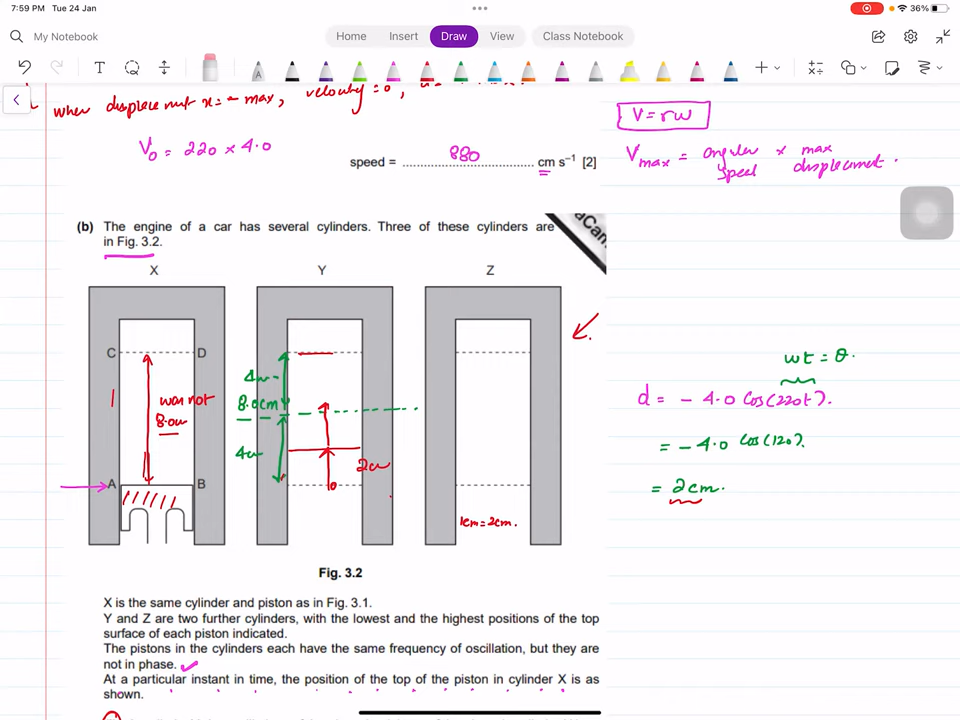 7:59 PM Tue 24 Jan
36%
My Notebook
Home Insert Draw View Class Notebook
when displacement x = - max, velocity = 0,
V = rω
V₀ = 220 × 4.0
speed = 880 cm s⁻¹ [2]
Vmax = angular speed × max displacement.
(b) The engine of a car has several cylinders. Three of these cylinders are
in Fig. 3.2.
X Y Z
C D
A B
8.0cm
4cm
8.0cm
4cm
2cm
1cm = 2cm.
ωt = θ.
d = - 4.0 cos(220t).
= - 4.0 cos(120).
= 2cm.
Fig. 3.2
X is the same cylinder and piston as in Fig. 3.1.
Y and Z are two further cylinders, with the lowest and the highest positions of the top
surface of each piston indicated.
The pistons in the cylinders each have the same frequency of oscillation, but they are
not in phase.
At a particular instant in time, the position of the top of the piston in cylinder X is as
shown.